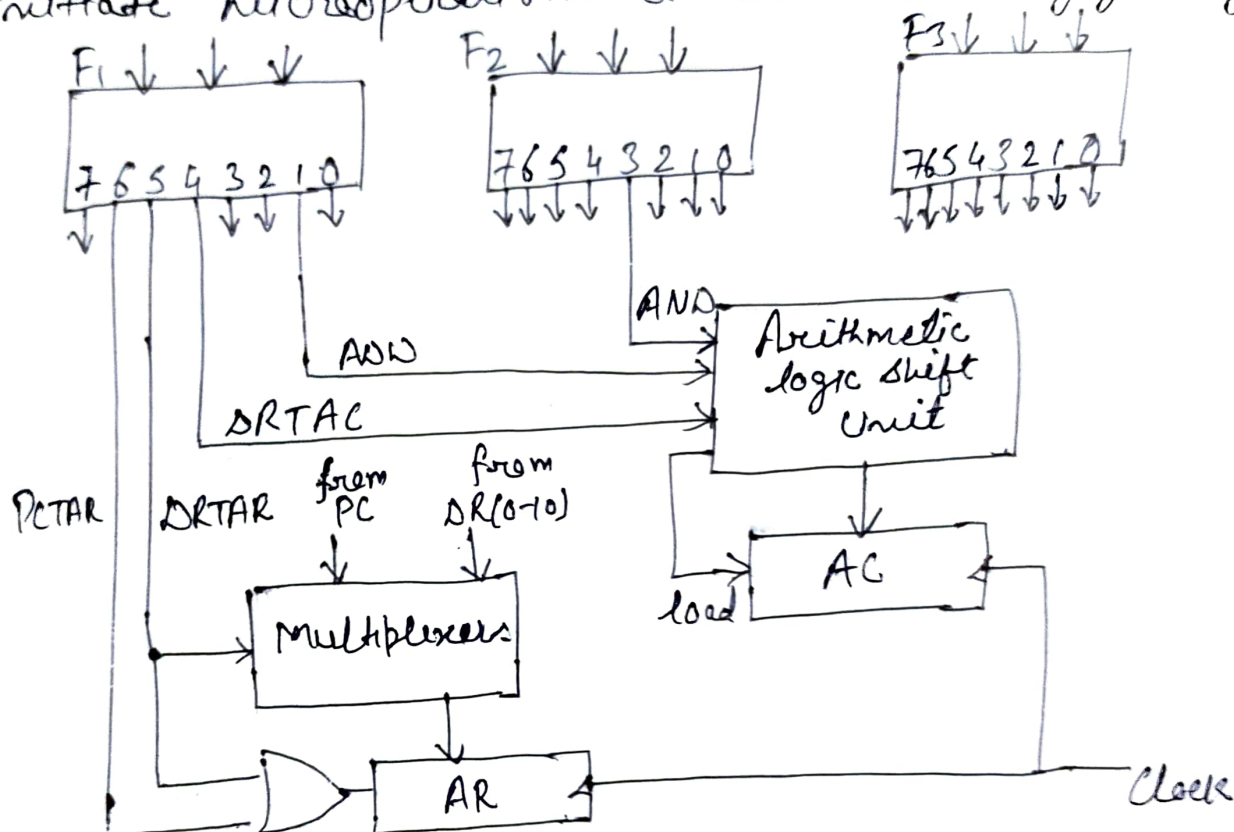 F1
F2
F3
7 6 5 4 3 2 1 0
7 6 5 4 3 2 1 0
7 6 5 4 3 2 1 0
AND
Arithmetic
logic shift
Unit
ADD
DRTAC
PCTAR
DRTAR
from
PC
from
DR(0-10)
AC
load
Multiplexers
AR
Clock